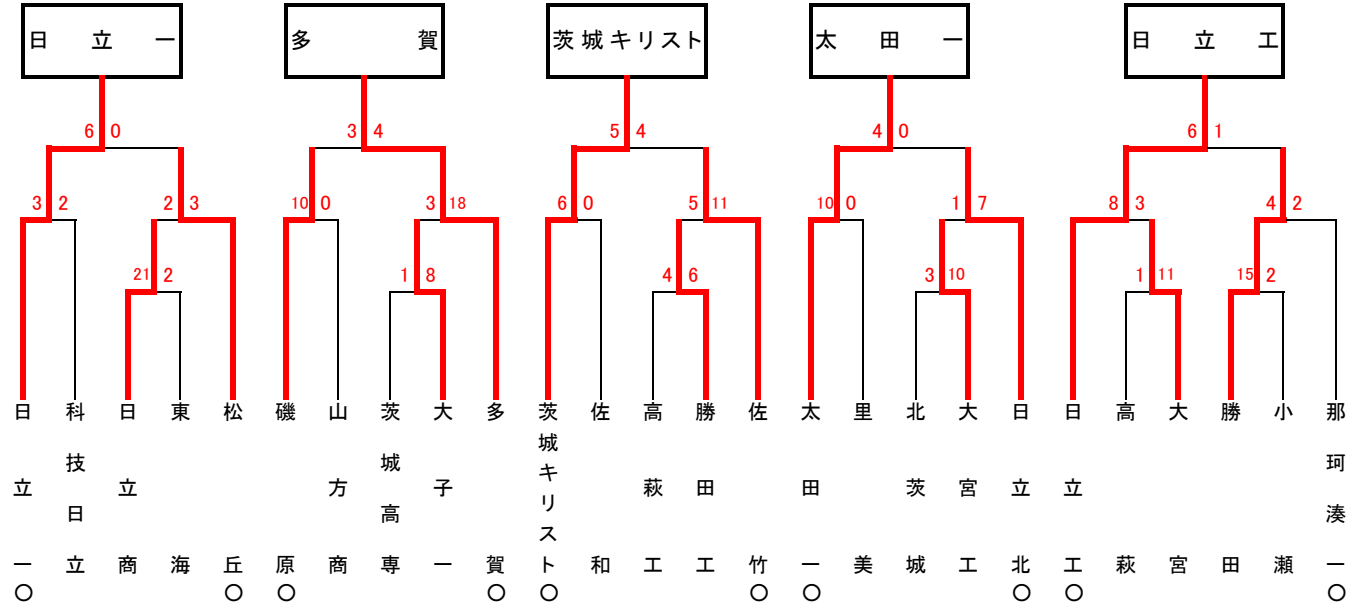 日立一 多賀 茨城キリスト 太田一 日立工
6 0 3 4 5 4 4 0 6 1
3 2 2 3 10 0 3 18 6 0 5 11 10 0 1 7 8 3 4 2
21 2 1 8 4 6 3 10 1 11 15 2
日立一○
科技日立
日立商
東海
松丘○
磯原○
山方商
茨城高専
大子一
多賀○
茨城キリスト○
佐和
高萩工
勝田工
佐竹○
太田一○
里美
北茨城
大宮工
日立北○
日立工○
高萩
大宮
勝田
小瀬
那珂湊一○